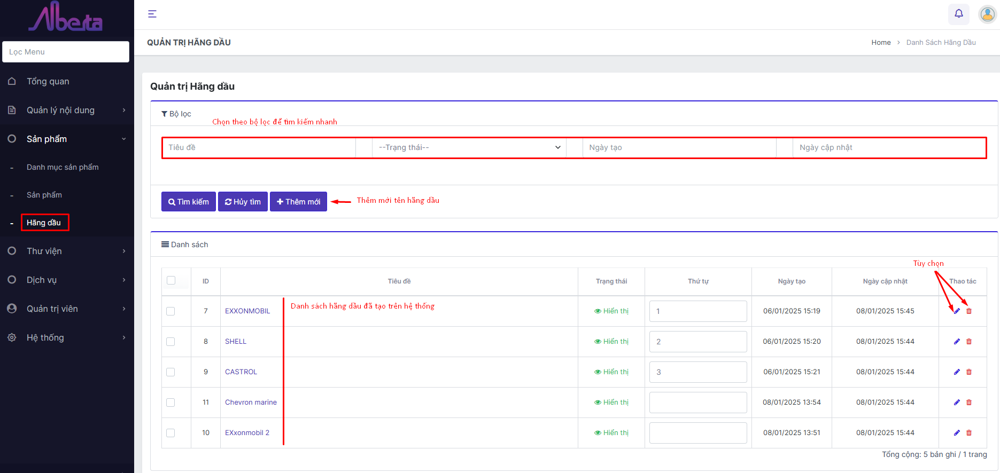 Alberta
Lọc Menu
Tổng quan
Quản lý nội dung
Sản phẩm
- Danh mục sản phẩm
- Sản phẩm
- Hãng dầu
Thư viện
Dịch vụ
Quản trị viên
Hệ thống
QUẢN TRỊ HÃNG DẦU
Home > Danh Sách Hãng Dầu
Quản trị Hãng dầu
Bộ lọc
Chọn theo bộ lọc để tìm kiếm nhanh
Tiêu đề --Trạng thái-- Ngày tạo Ngày cập nhật
Tìm kiếm Hủy tìm Thêm mới Thêm mới tên hãng dầu
Danh sách
Tùy chọn
ID Tiêu đề Trạng thái Thứ tự Ngày tạo Ngày cập nhật Thao tác
Danh sách hãng dầu đã tạo trên hệ thống
7 EXXONMOBIL Hiển thị 1 06/01/2025 15:19 08/01/2025 15:45
8 SHELL Hiển thị 2 06/01/2025 15:20 08/01/2025 15:44
9 CASTROL Hiển thị 3 06/01/2025 15:21 08/01/2025 15:44
11 Chevron marine Hiển thị 08/01/2025 13:54 08/01/2025 15:44
10 EXxonmobil 2 Hiển thị 08/01/2025 13:51 08/01/2025 15:44
Tổng cộng: 5 bản ghi / 1 trang